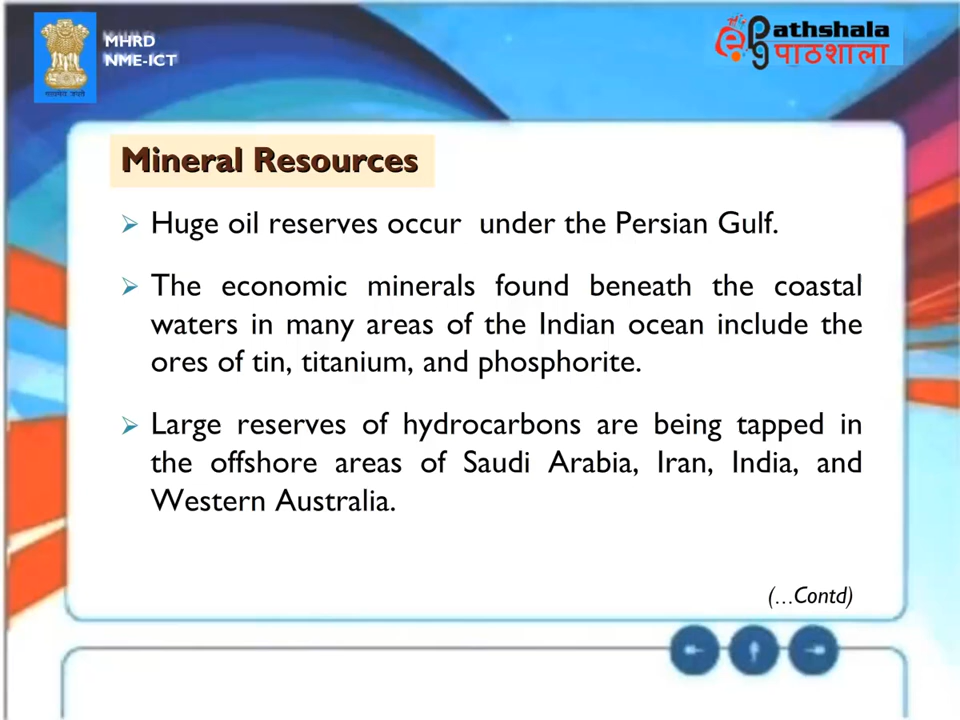 MHRD
NME-ICT
ePG Pathshala
पाठशाला
Mineral Resources
Huge oil reserves occur under the Persian Gulf.
The economic minerals found beneath the coastal
waters in many areas of the Indian ocean include the
ores of tin, titanium, and phosphorite.
Large reserves of hydrocarbons are being tapped in
the offshore areas of Saudi Arabia, Iran, India, and
Western Australia.
(...Contd)